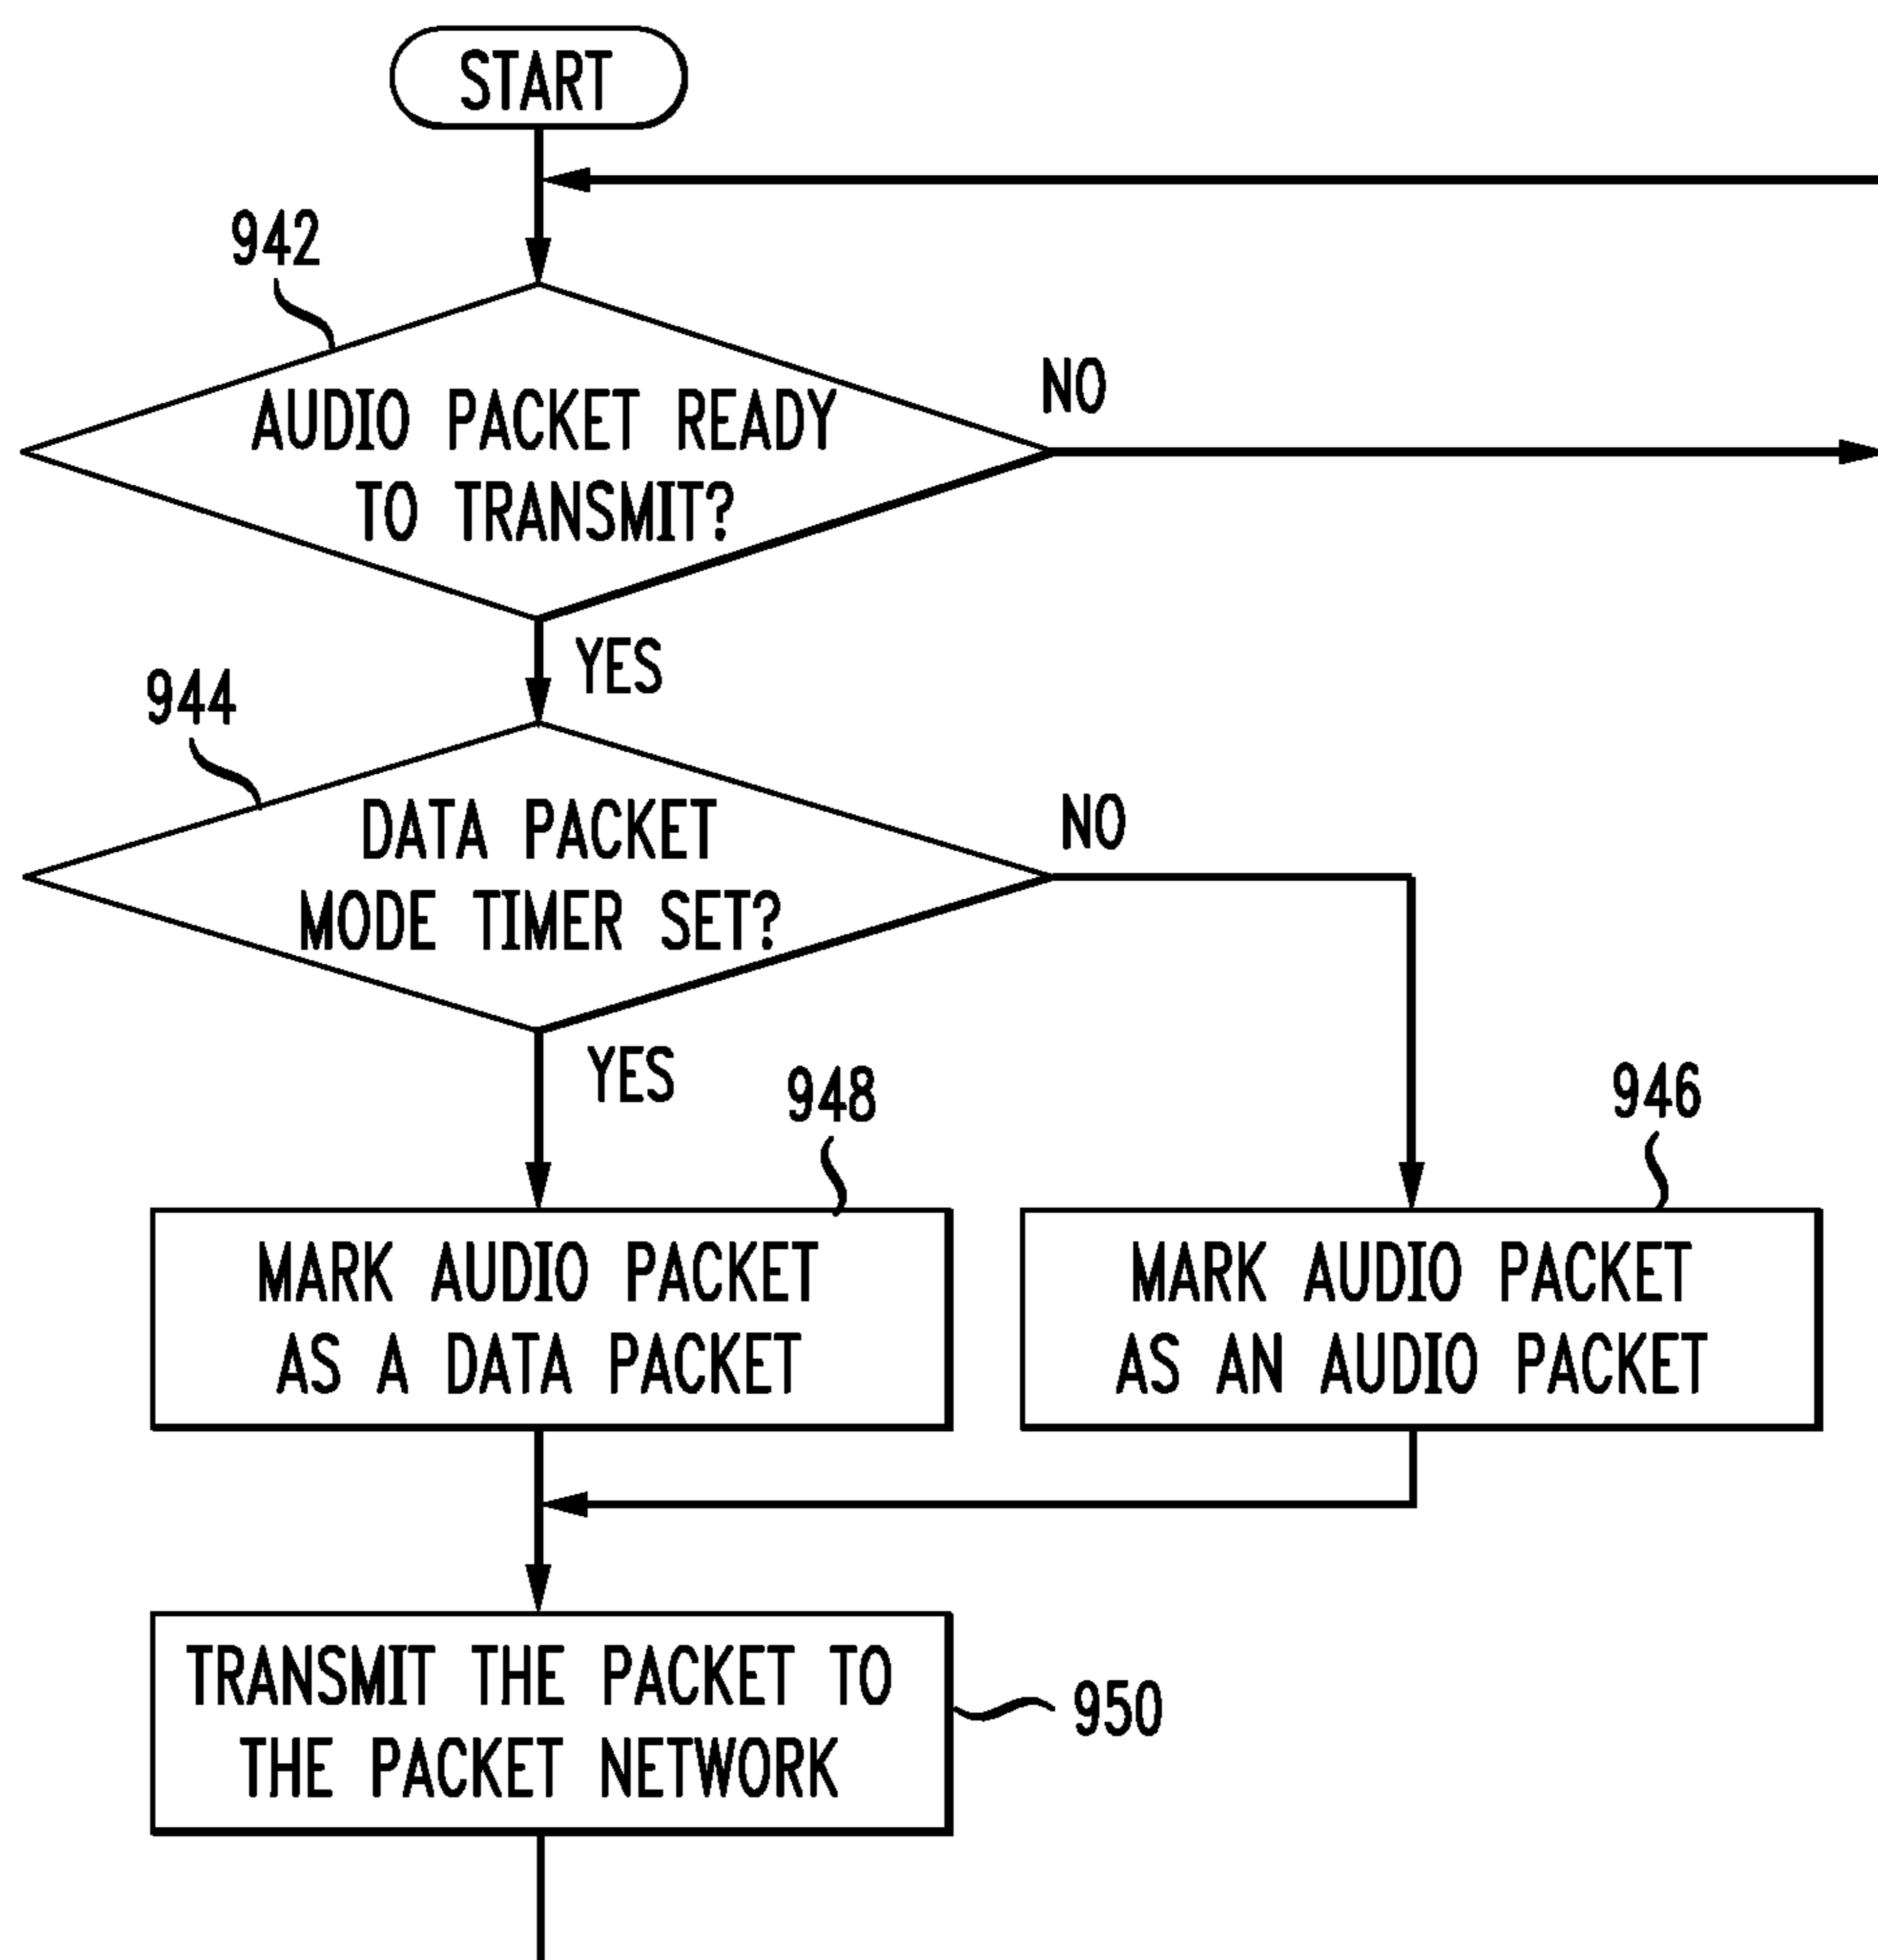 START
942
AUDIO PACKET READY
TO TRANSMIT?
NO
YES
944
DATA PACKET
MODE TIMER SET?
NO
YES
948
946
MARK AUDIO PACKET
AS A DATA PACKET
MARK AUDIO PACKET
AS AN AUDIO PACKET
TRANSMIT THE PACKET TO
THE PACKET NETWORK
950